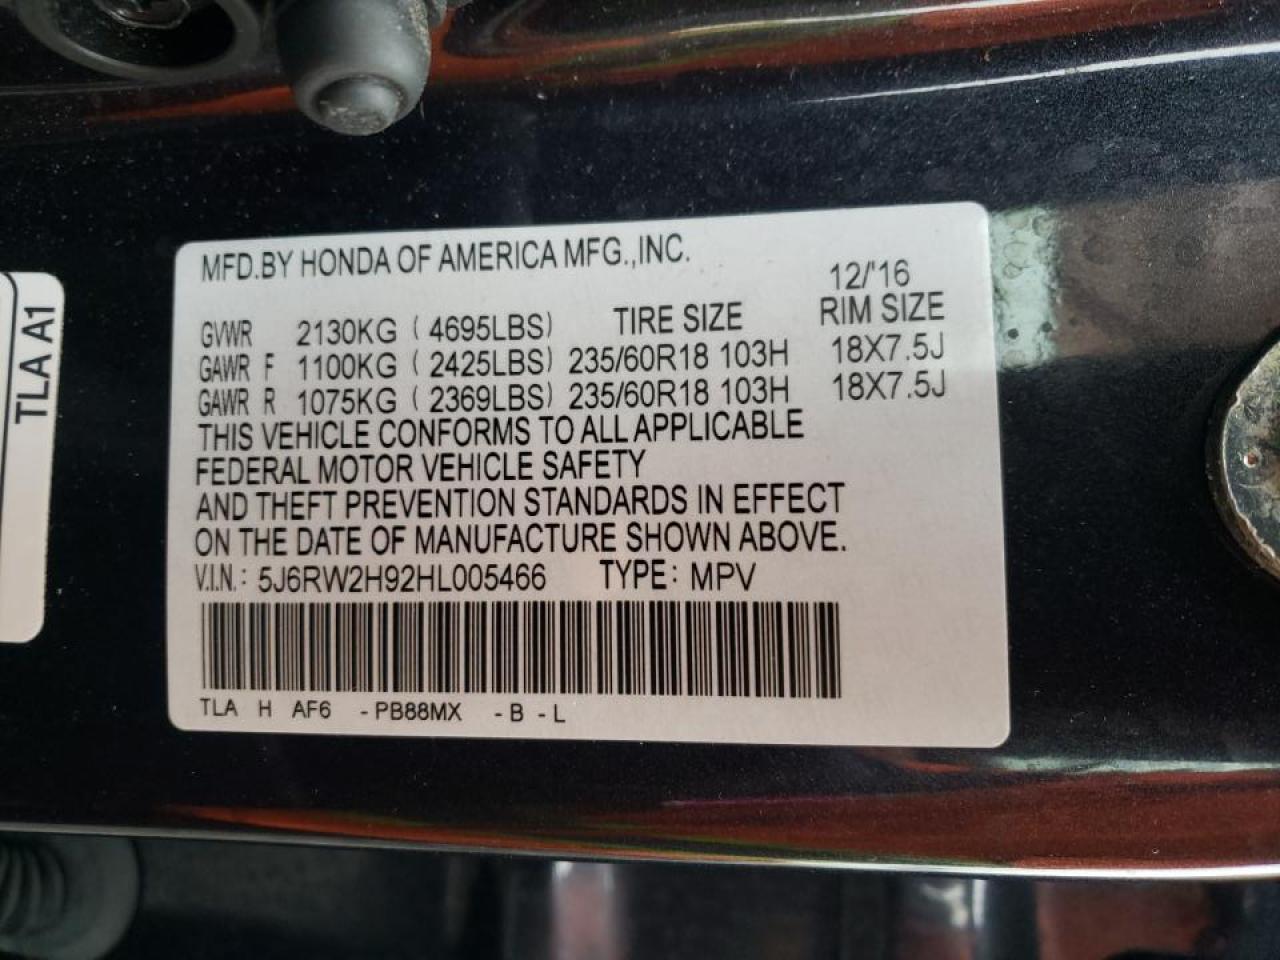 MFD.BY HONDA OF AMERICA MFG.,INC.
12/'16
GVWR 2130KG ( 4695LBS) TIRE SIZE RIM SIZE
GAWR F 1100KG ( 2425LBS) 235/60R18 103H 18X7.5J
GAWR R 1075KG ( 2369LBS) 235/60R18 103H 18X7.5J
THIS VEHICLE CONFORMS TO ALL APPLICABLE
FEDERAL MOTOR VEHICLE SAFETY
AND THEFT PREVENTION STANDARDS IN EFFECT
ON THE DATE OF MANUFACTURE SHOWN ABOVE.
V.I.N.: 5J6RW2H92HL005466 TYPE: MPV
TLA H AF6 -PB88MX -B -L
TLA A1